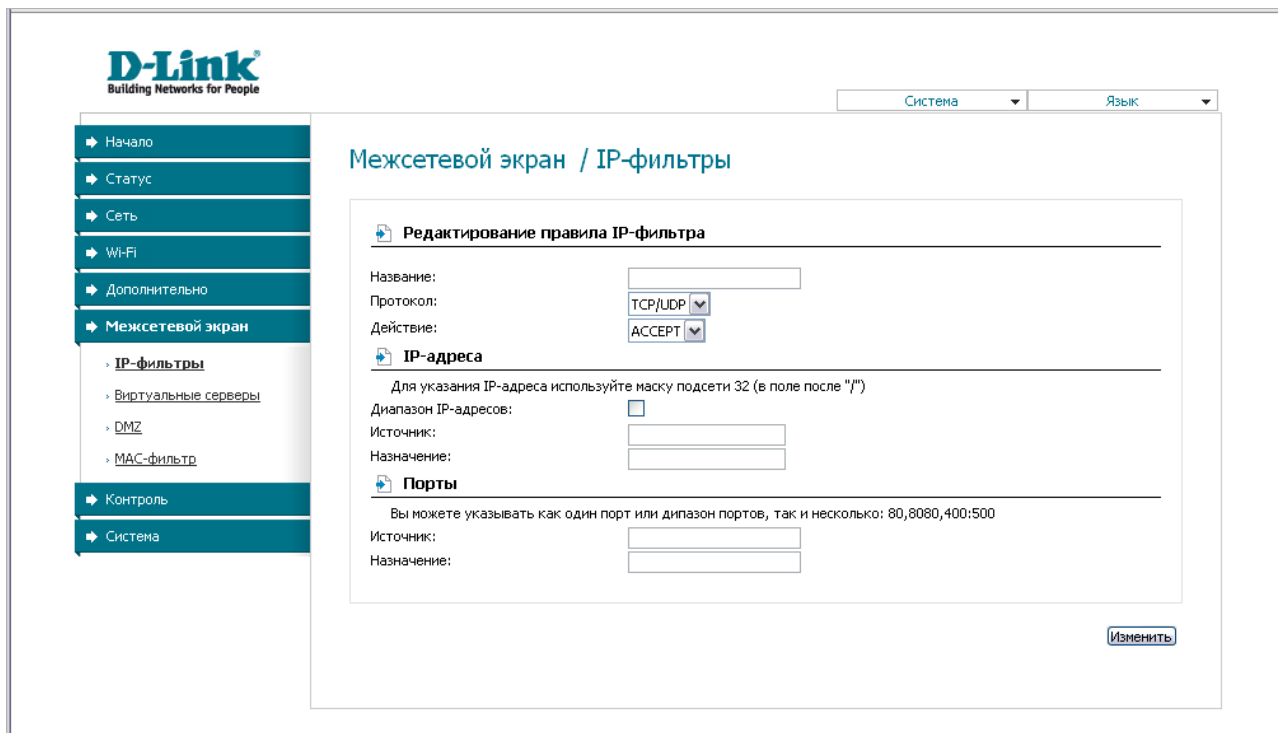 D-Link
Building Networks for People
Система
Язык
Начало
Статус
Сеть
Wi-Fi
Дополнительно
Межсетевой экран
IP-фильтры
Виртуальные серверы
DMZ
MAC-фильтр
Контроль
Система
Межсетевой экран / IP-фильтры
Редактирование правила IP-фильтра
Название:
Протокол: TCP/UDP
Действие: ACCEPT
IP-адреса
Для указания IP-адреса используйте маску подсети 32 (в поле после "/")
Диапазон IP-адресов:
Источник:
Назначение:
Порты
Вы можете указывать как один порт или дипазон портов, так и несколько: 80,8080,400:500
Источник:
Назначение:
Изменить